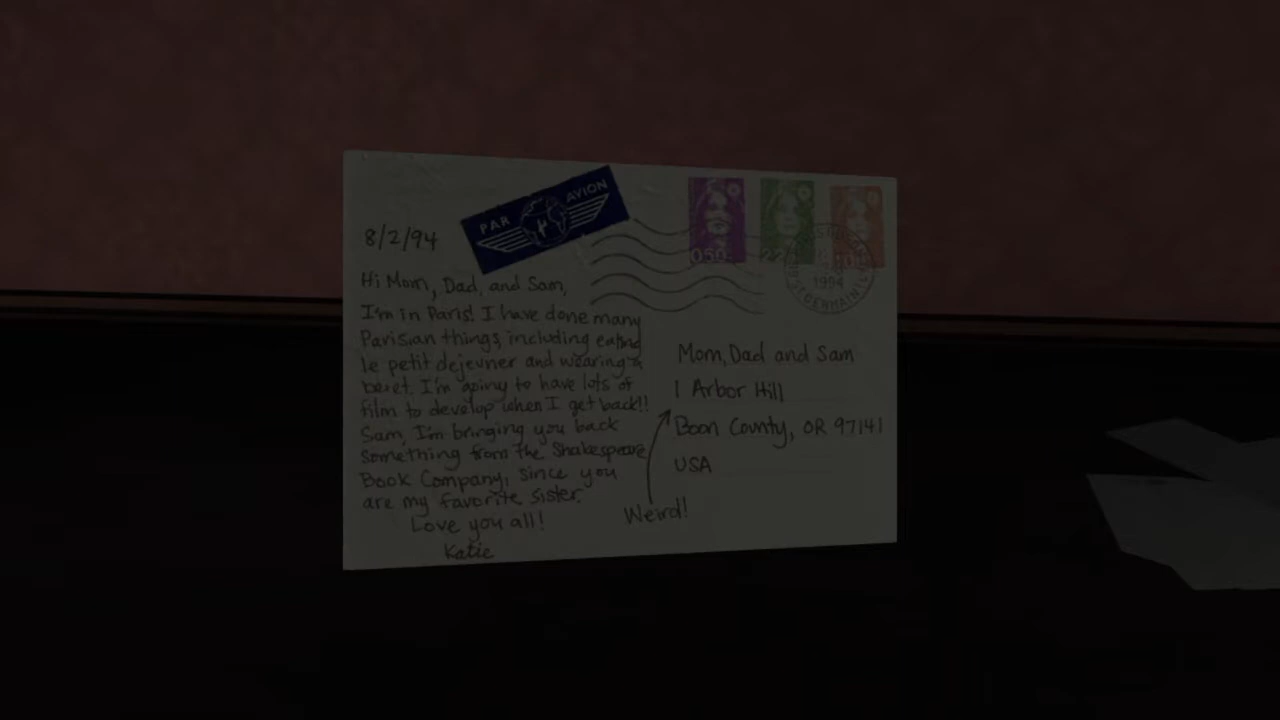 PAR AVION
8/2/94
Hi Mom, Dad, and Sam,
I'm in Paris! I have done many
Parisian things, including eating
le petit dejeuner and wearing a
beret. I'm going to have lots of
film to develop when I get back!!
Sam, I'm bringing you back
something from the Shakespeare
Book Company, since you
are my favorite sister.
Love you all!
Katie
0,50
1994
ST GERMAIN
Mom, Dad and Sam
1 Arbor Hill
Boon County, OR 97141
USA
Weird!